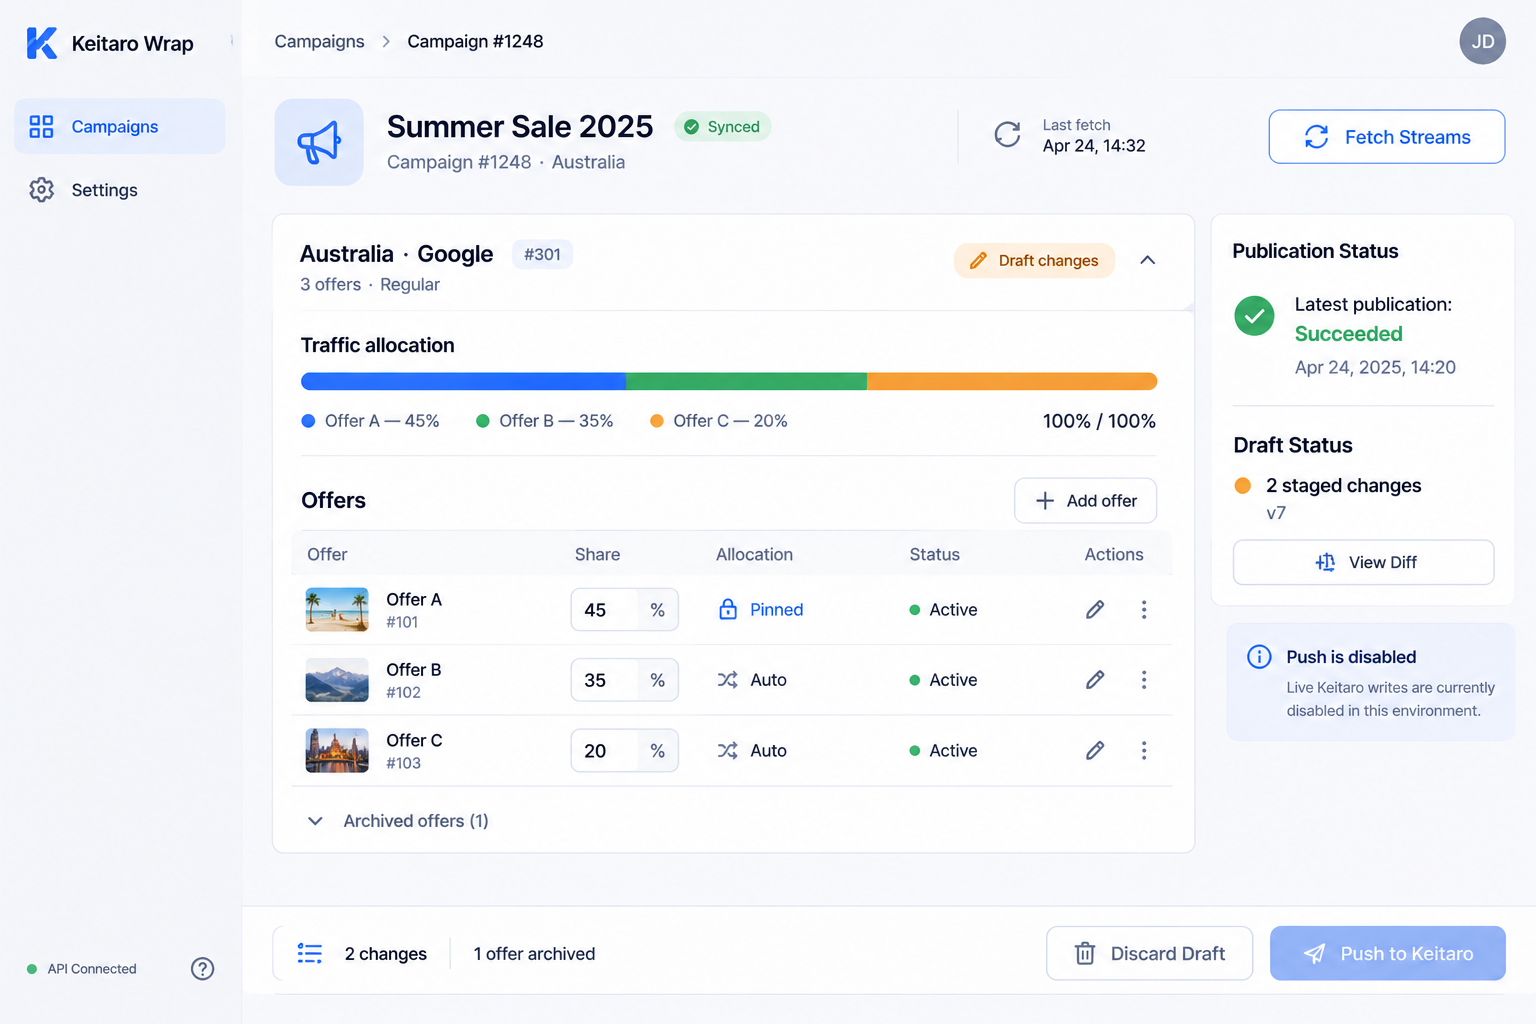 Keitaro Wrap
Campaigns
Settings
API Connected
Campaigns
Campaign #1248
JD
Summer Sale 2025
Synced
Campaign #1248 · Australia
Last fetch
Apr 24, 14:32
Fetch Streams
Australia · Google
#301
3 offers · Regular
Draft changes
Traffic allocation
Offer A — 45%
Offer B — 35%
Offer C — 20%
100% / 100%
Offers
Add offer
Offer Share Allocation Status Actions
Offer A
#101
45 %
Pinned
Active
Offer B
#102
35 %
Auto
Active
Offer C
#103
20 %
Auto
Active
Archived offers (1)
Publication Status
Latest publication:
Succeeded
Apr 24, 2025, 14:20
Draft Status
2 staged changes
v7
View Diff
Push is disabled
Live Keitaro writes are currently
disabled in this environment.
2 changes
1 offer archived
Discard Draft
Push to Keitaro